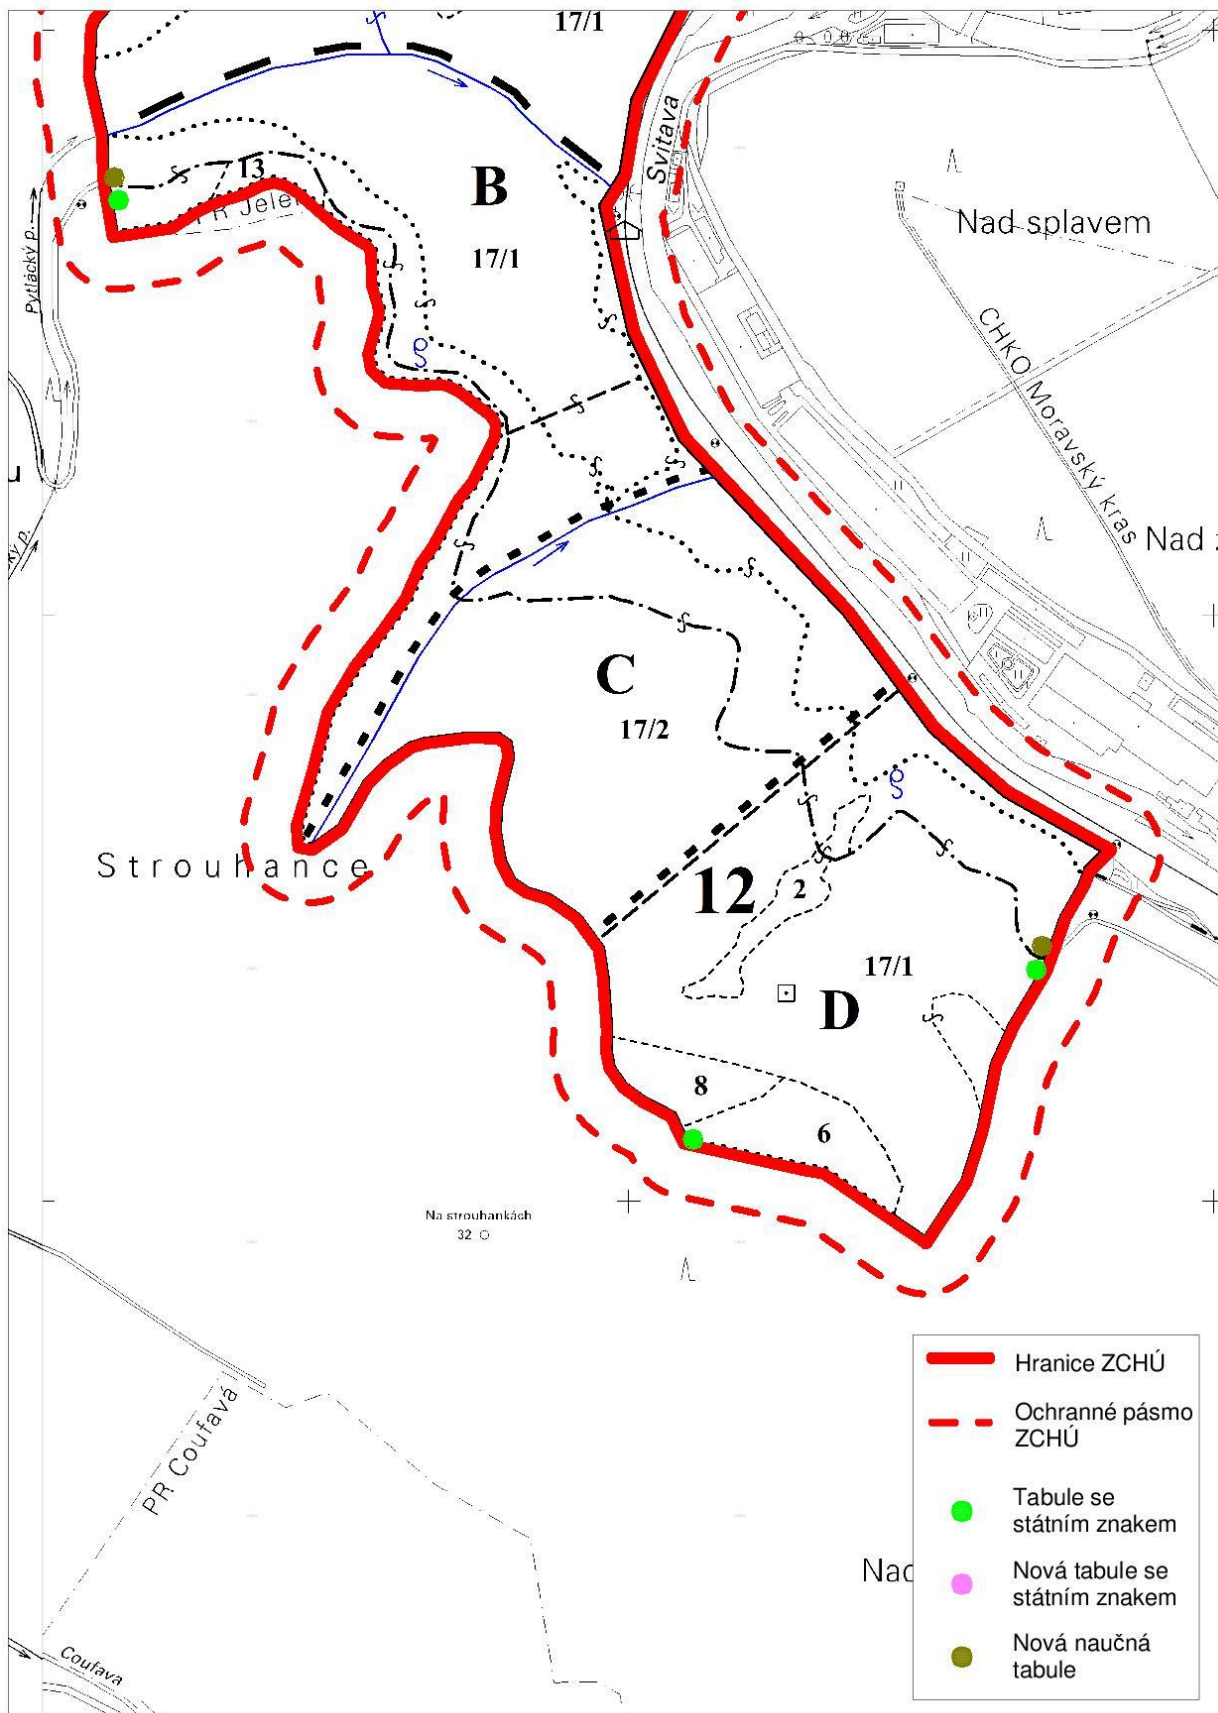 17/1
Svitava
13
B
PR Jele
Nad splavem
Pytlácký p.
17/1
CHKO Moravský kras
u
Nad
ký p.
C
17/2
Strouhance
12
2
17/1
D
8
6
Na strouhankách
32
Hranice ZCHÚ
Ochranné pásmo
ZCHÚ
PR Coufavá
Tabule se
státním znakem
Nad
Nová tabule se
státním znakem
Nová naučná
tabule
Coufava